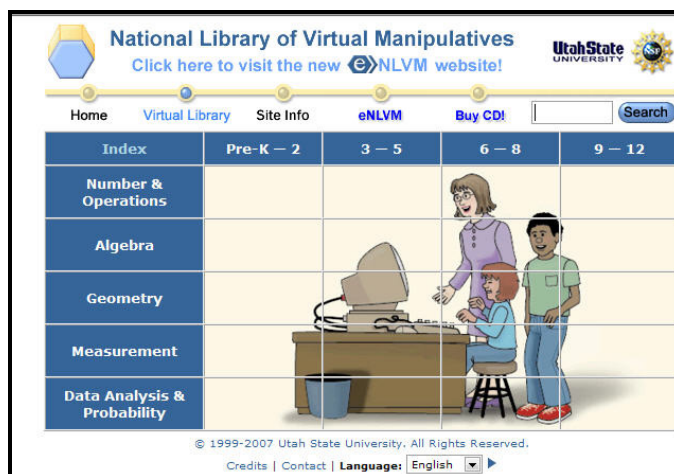 National Library of Virtual Manipulatives
Click here to visit the new eNLVM website!
UtahState
UNIVERSITY
NSF
Home Virtual Library Site Info eNLVM Buy CD! Search
Index Pre-K – 2 3 – 5 6 – 8 9 – 12
Number &
Operations
Algebra
Geometry
Measurement
Data Analysis &
Probability
© 1999-2007 Utah State University. All Rights Reserved.
Credits | Contact | Language: English